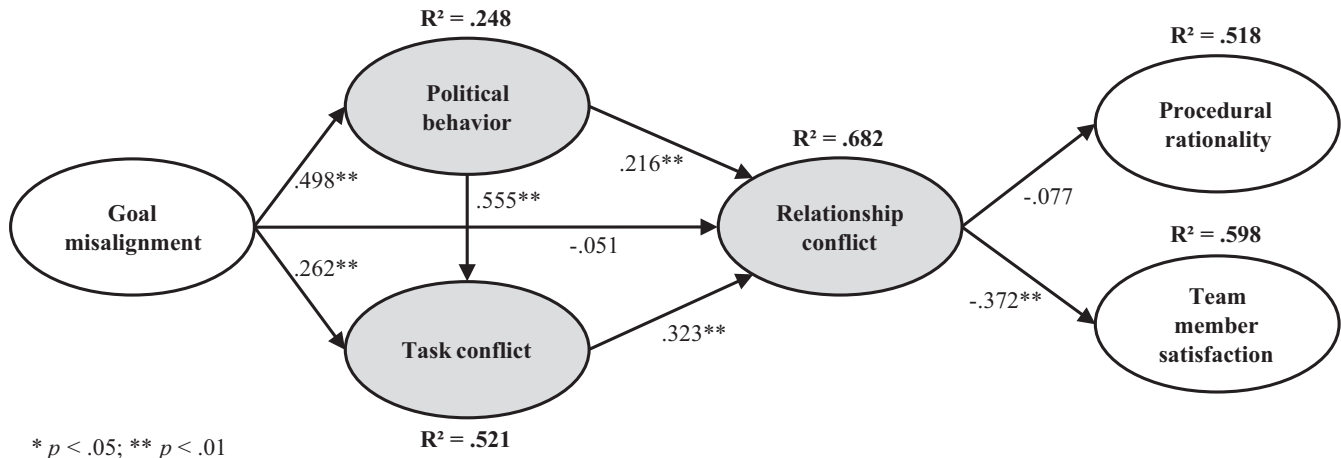 R² = .248
R² = .518
Political
behavior
Procedural
rationality
R² = .682
.216**
.498**
.555**
-.077
Goal
misalignment
Relationship
conflict
-.051
R² = .598
.262**
-.372**
Team
member
satisfaction
.323**
Task conflict
R² = .521
* p < .05; ** p < .01